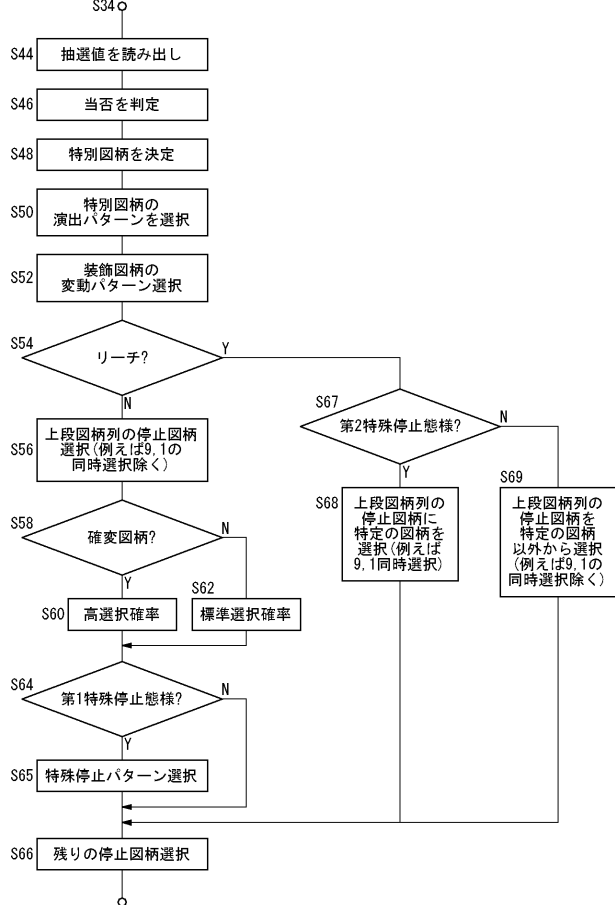 S34
S44
抽選値を読み出し
S46
当否を判定
S48
特別図柄を決定
S50
特別図柄の
演出パターンを選択
S52
装飾図柄の
変動パターン選択
S54
リーチ?
Y
N
S56
上段図柄列の停止図柄
選択(例えば9,1の
同時選択除く)
S58
確変図柄?
N
Y
S60
高選択確率
S62
標準選択確率
S64
第1特殊停止態様?
N
Y
S65
特殊停止パターン選択
S67
第2特殊停止態様?
N
Y
S68
上段図柄列の
停止図柄に
特定の図柄を
選択(例えば
9,1同時選択)
S69
上段図柄列の
停止図柄を
特定の図柄
以外から選択
(例えば9,1の
同時選択除く)
S66
残りの停止図柄選択